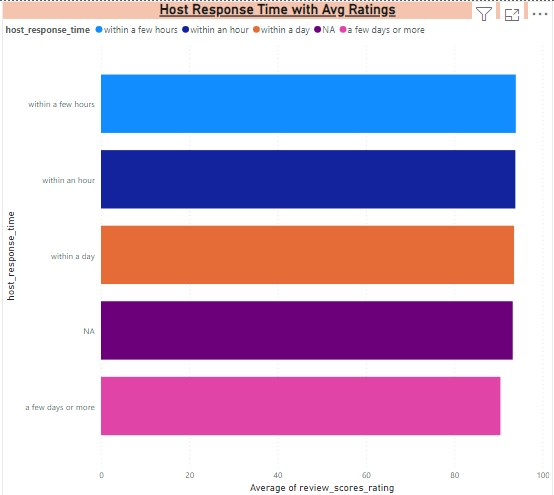 Host Response Time with Avg Ratings
host_response_time within a few hours within an hour within a day NA a few days or more
within a few hours
within an hour
within a day
NA
a few days or more
host_response_time
0 20 40 60 80 100
Average of review_scores_rating